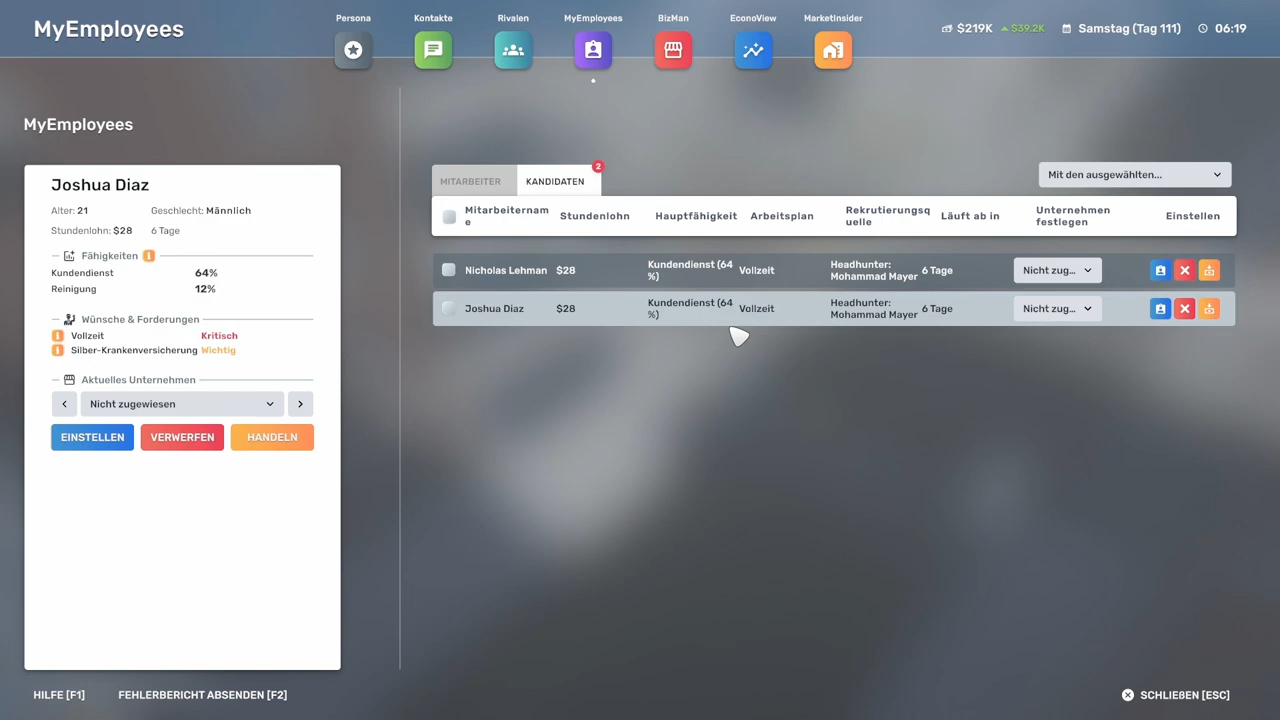 MyEmployees
Persona
Kontakte
Rivalen
MyEmployees
BizMan
EconoView
MarketInsider
$219K
$39.2K
Samstag (Tag 111)
06:19
MyEmployees
Joshua Diaz
Alter: 21
Geschlecht: Männlich
Stundenlohn: $28
6 Tage
Fähigkeiten
Kundendienst 64%
Reinigung 12%
Wünsche & Forderungen
Vollzeit Kritisch
Silber-Krankenversicherung Wichtig
Aktuelles Unternehmen
Nicht zugewiesen
EINSTELLEN
VERWERFEN
HANDELN
MITARBEITER
KANDIDATEN
2
Mit den ausgewählten...
Mitarbeiternam
e
Stundenlohn
Hauptfähigkeit
Arbeitsplan
Rekrutierungsq
uelle
Läuft ab in
Unternehmen
festlegen
Einstellen
Nicholas Lehman
$28
Kundendienst (64
%)
Vollzeit
Headhunter:
Mohammad Mayer
6 Tage
Nicht zug...
Joshua Diaz
$28
Kundendienst (64
%)
Vollzeit
Headhunter:
Mohammad Mayer
6 Tage
Nicht zug...
HILFE [F1]
FEHLERBERICHT ABSENDEN [F2]
SCHLIEßEN [ESC]